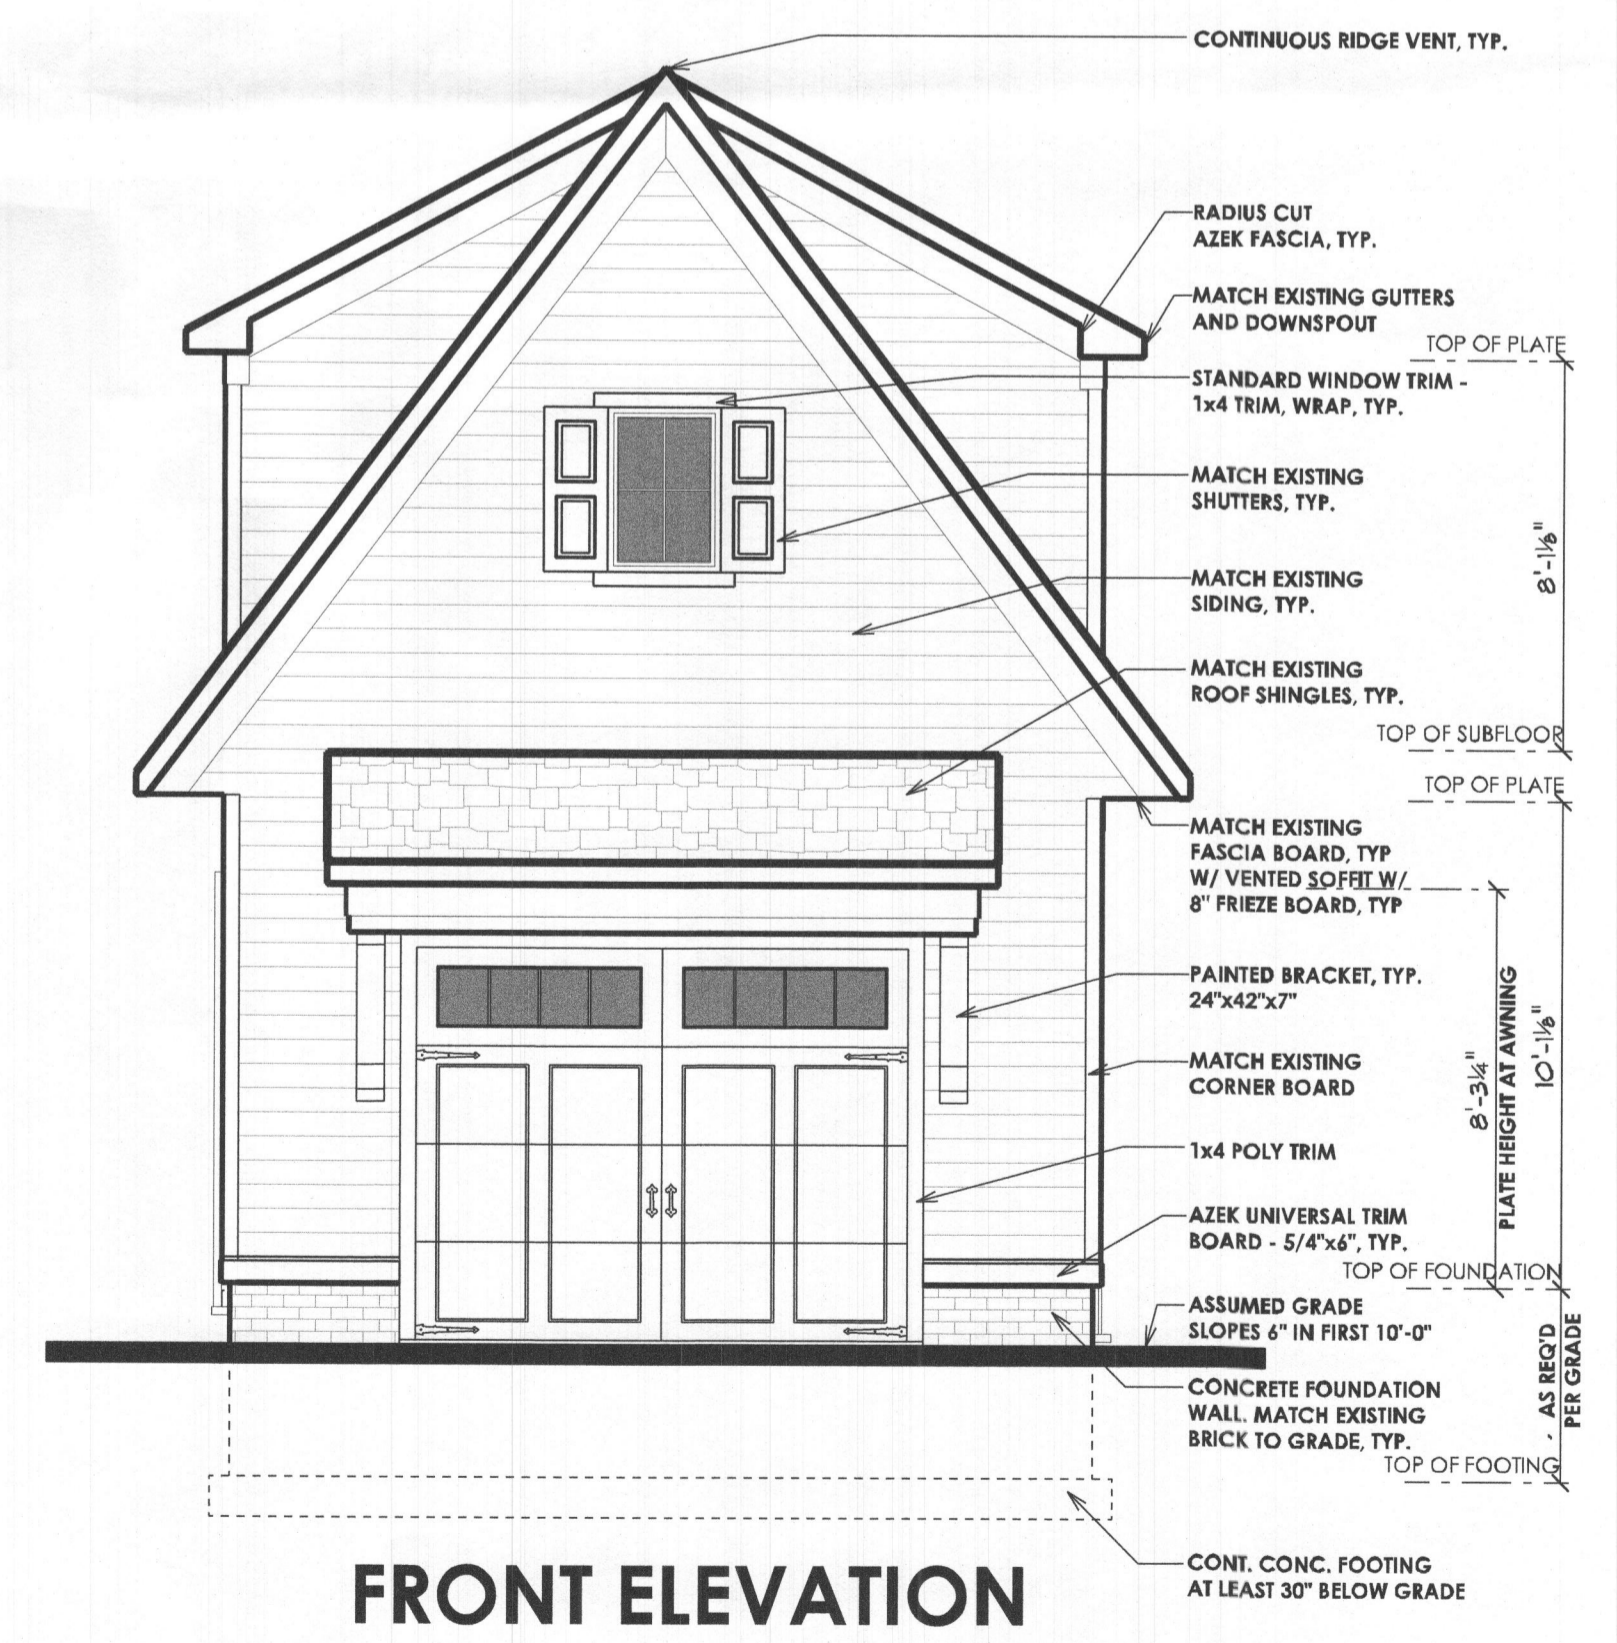 CONTINUOUS RIDGE VENT, TYP.
RADIUS CUT
AZEK FASCIA, TYP.
MATCH EXISTING GUTTERS
AND DOWNSPOUT
TOP OF PLATE
STANDARD WINDOW TRIM -
1x4 TRIM, WRAP, TYP.
MATCH EXISTING
SHUTTERS, TYP.
8'-1⅛"
MATCH EXISTING
SIDING, TYP.
MATCH EXISTING
ROOF SHINGLES, TYP.
TOP OF SUBFLOOR
TOP OF PLATE
MATCH EXISTING
FASCIA BOARD, TYP
W/ VENTED SOFFIT W/
8" FRIEZE BOARD, TYP
PAINTED BRACKET, TYP.
24"x42"x7"
8'-3¼"
PLATE HEIGHT AT AWNING
10'-1⅛"
MATCH EXISTING
CORNER BOARD
1x4 POLY TRIM
AZEK UNIVERSAL TRIM
BOARD - 5/4"x6", TYP.
TOP OF FOUNDATION
ASSUMED GRADE
SLOPES 6" IN FIRST 10'-0"
AS REQ'D
PER GRADE
CONCRETE FOUNDATION
WALL. MATCH EXISTING
BRICK TO GRADE, TYP.
TOP OF FOOTING
CONT. CONC. FOOTING
AT LEAST 30" BELOW GRADE
FRONT ELEVATION